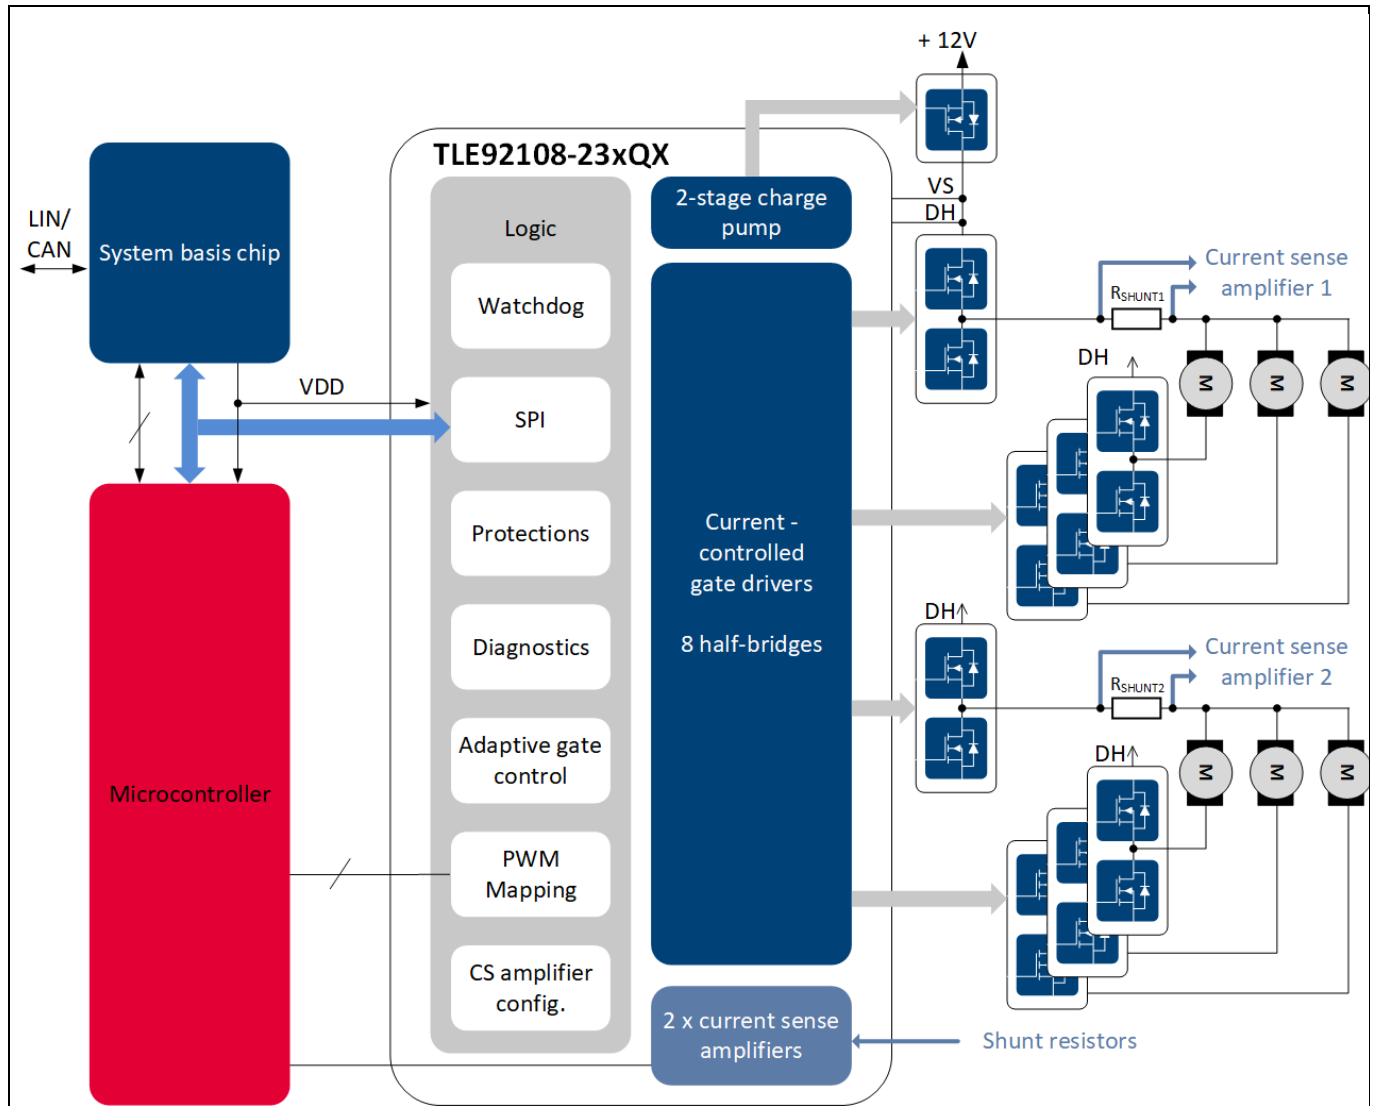 + 12V
TLE92108-23xQX
LIN/
CAN
System basis chip
VDD
Microcontroller
Logic
Watchdog
SPI
Protections
Diagnostics
Adaptive gate
control
PWM
Mapping
CS amplifier
config.
2-stage charge
pump
Current -
controlled
gate drivers
8 half-bridges
2 x current sense
amplifiers
Shunt resistors
VS
DH
Current sense
amplifier 1
RSHUNT1
DH
M
M
M
DH
Current sense
amplifier 2
RSHUNT2
DH
M
M
M